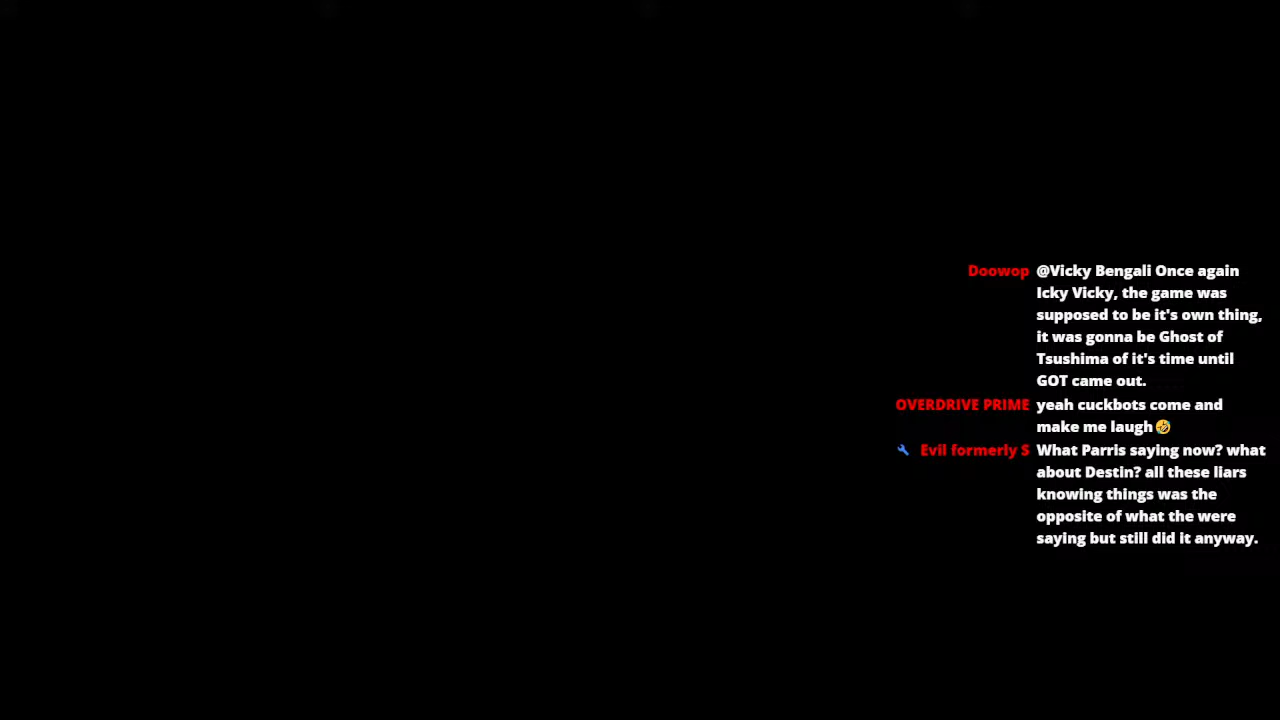 Doowop @Vicky Bengali Once again
Icky Vicky, the game was
supposed to be it's own thing,
it was gonna be Ghost of
Tsushima of it's time until
GOT came out.
OVERDRIVE PRIME yeah cuckbots come and
make me laugh🤣
Evil formerly $ What Parris saying now? what
about Destin? all these liars
knowing things was the
opposite of what the were
saying but still did it anyway.